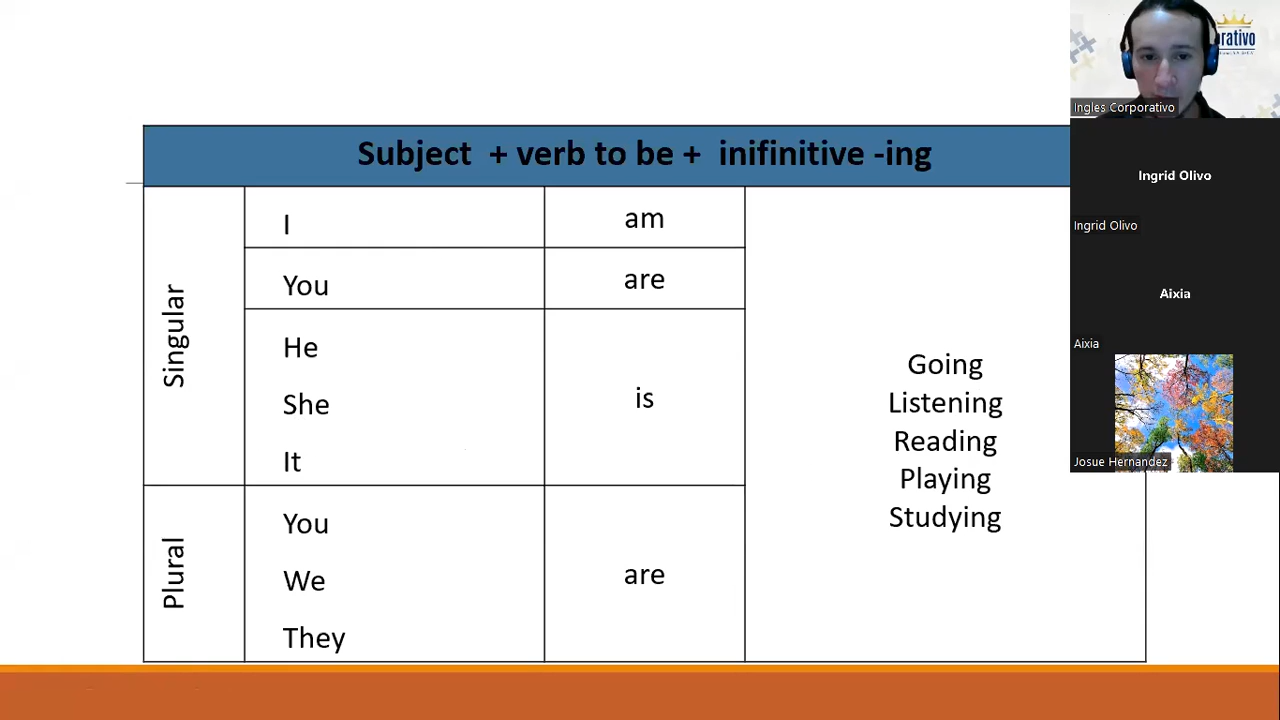 Subject + verb to be + inifinitive -ing
Singular
I
am
You
are
He
She
It
is
Plural
You
We
They
are
Going
Listening
Reading
Playing
Studying
orativo
Ingles Corporativo
Ingrid Olivo
Ingrid Olivo
Aixia
Aixia
Josue Hernandez